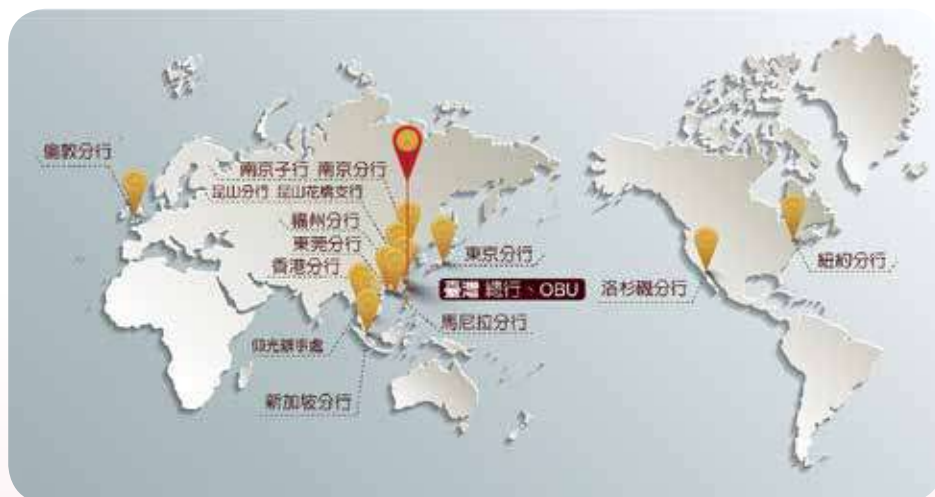 倫敦分行
南京子行 南京分行
昆山分行 昆山花橋支行
福州分行
東莞分行
香港分行
東京分行
臺灣 總行、OBU
馬尼拉分行
仰光辦事處
新加坡分行
洛杉磯分行
紐約分行